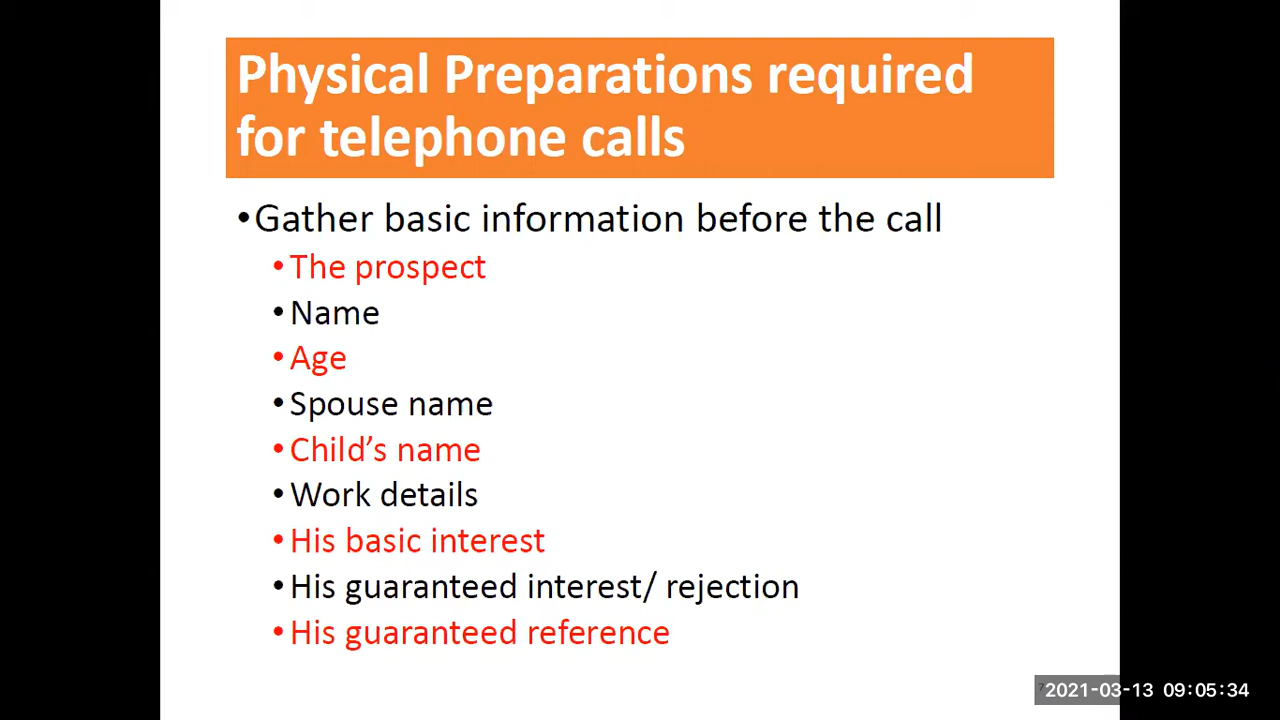 Physical Preparations required
for telephone calls
•Gather basic information before the call
•The prospect
•Name
•Age
•Spouse name
•Child’s name
•Work details
•His basic interest
•His guaranteed interest/ rejection
•His guaranteed reference
7
2021-03-13 09:05:34